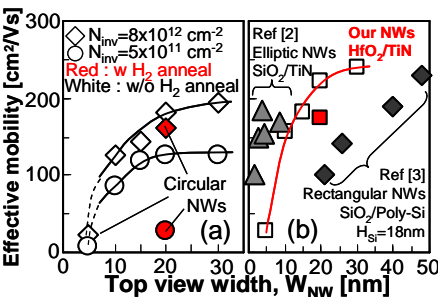 Effective mobility [cm²/Vs]
300
200
100
0
N_inv=8x10¹² cm⁻²
N_inv=5x10¹¹ cm⁻²
Red : w H₂ anneal
White : w/o H₂ anneal
Circular
NWs
(a)
0 10 20 30
Ref [2]
Elliptic NWs
SiO₂/TiN
Our NWs
HfO₂/TiN
Ref [3]
Rectangular NWs
SiO₂/Poly-Si
H_Si=18nm
(b)
0 10 20 30 40 50
Top view width, W_NW [nm]